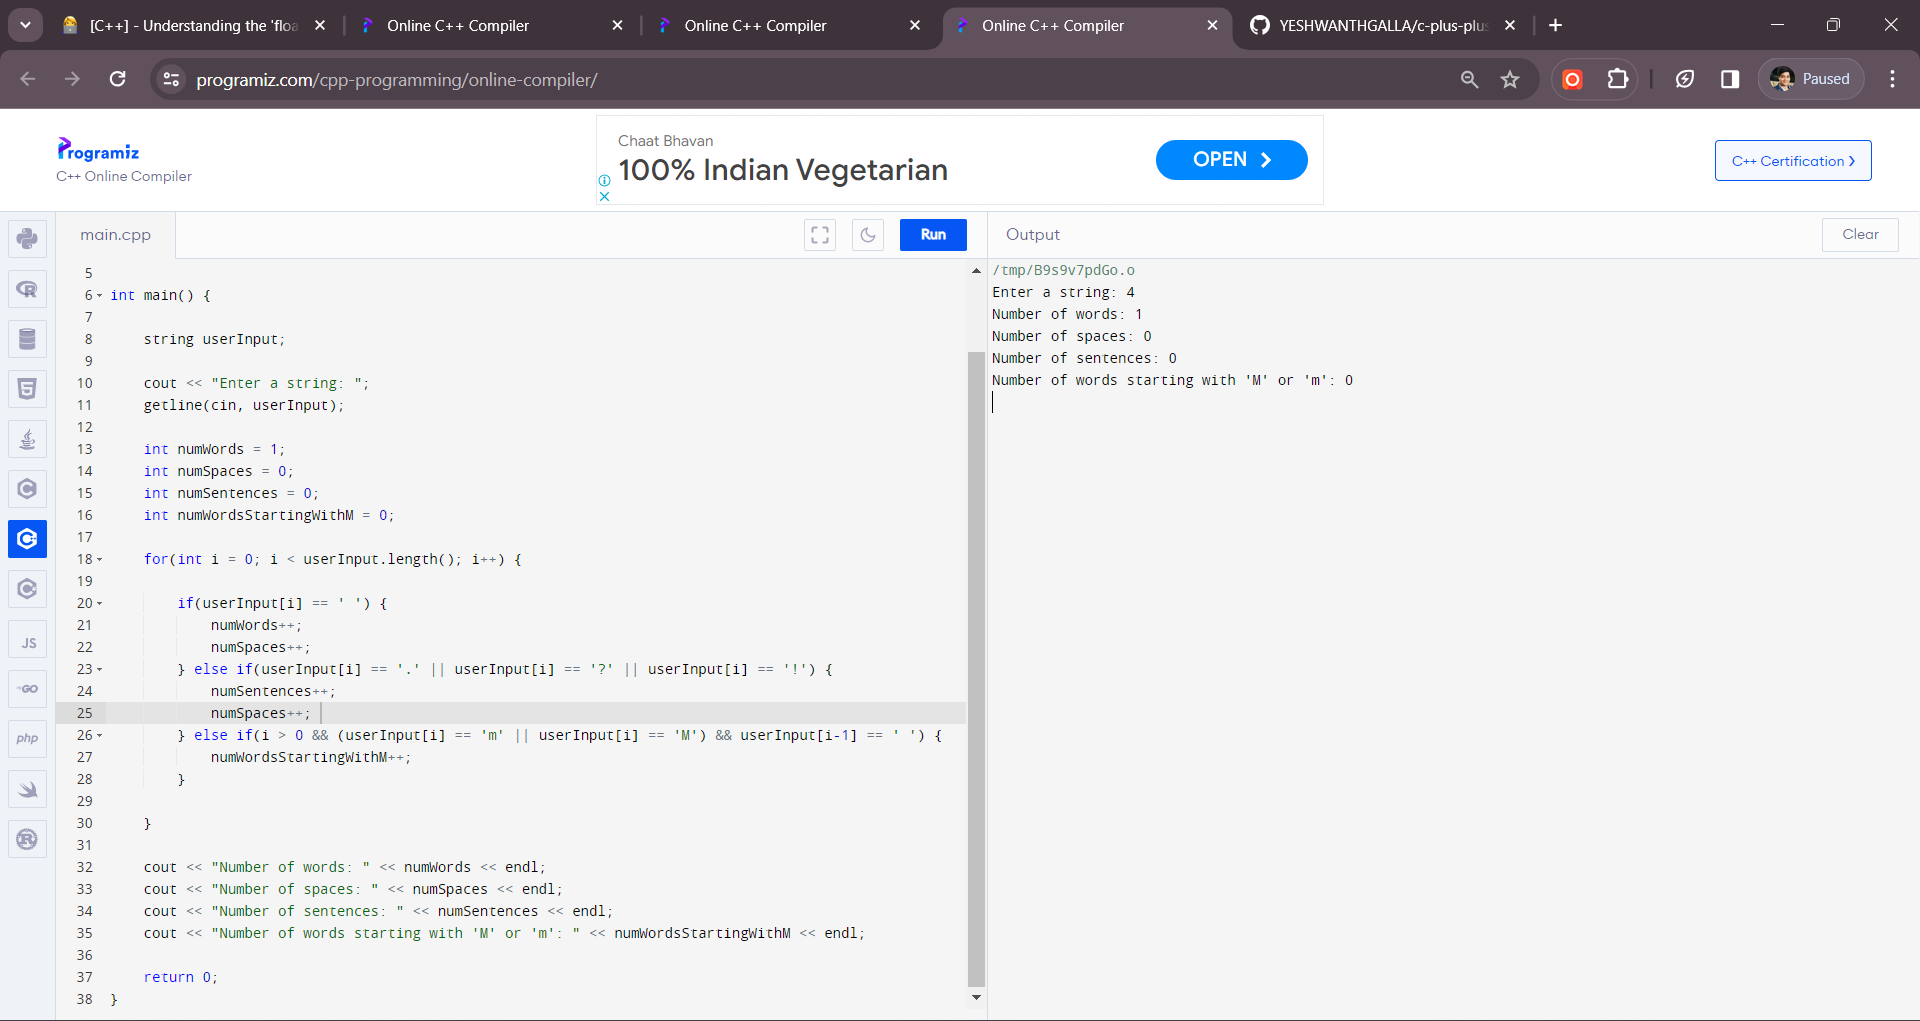 [C++] - Understanding the 'floa
Online C++ Compiler
Online C++ Compiler
Online C++ Compiler
YESHWANTHGALLA/c-plus-plus
programiz.com/cpp-programming/online-compiler/
Paused
Programiz
C++ Online Compiler
Chaat Bhavan
100% Indian Vegetarian
OPEN
C++ Certification >
main.cpp
Run
Output
Clear
5
6 int main() {
7
8 string userInput;
9
10 cout << "Enter a string: ";
11 getline(cin, userInput);
12
13 int numWords = 1;
14 int numSpaces = 0;
15 int numSentences = 0;
16 int numWordsStartingWithM = 0;
17
18 for(int i = 0; i < userInput.length(); i++) {
19
20 if(userInput[i] == ' ') {
21 numWords++;
22 numSpaces++;
23 } else if(userInput[i] == '.' || userInput[i] == '?' || userInput[i] == '!') {
24 numSentences++;
25 numSpaces++;
26 } else if(i > 0 && (userInput[i] == 'm' || userInput[i] == 'M') && userInput[i-1] == ' ') {
27 numWordsStartingWithM++;
28 }
29
30 }
31
32 cout << "Number of words: " << numWords << endl;
33 cout << "Number of spaces: " << numSpaces << endl;
34 cout << "Number of sentences: " << numSentences << endl;
35 cout << "Number of words starting with 'M' or 'm': " << numWordsStartingWithM << endl;
36
37 return 0;
38 }
/tmp/B9s9v7pdGo.o
Enter a string: 4
Number of words: 1
Number of spaces: 0
Number of sentences: 0
Number of words starting with 'M' or 'm': 0
JS
GO
php